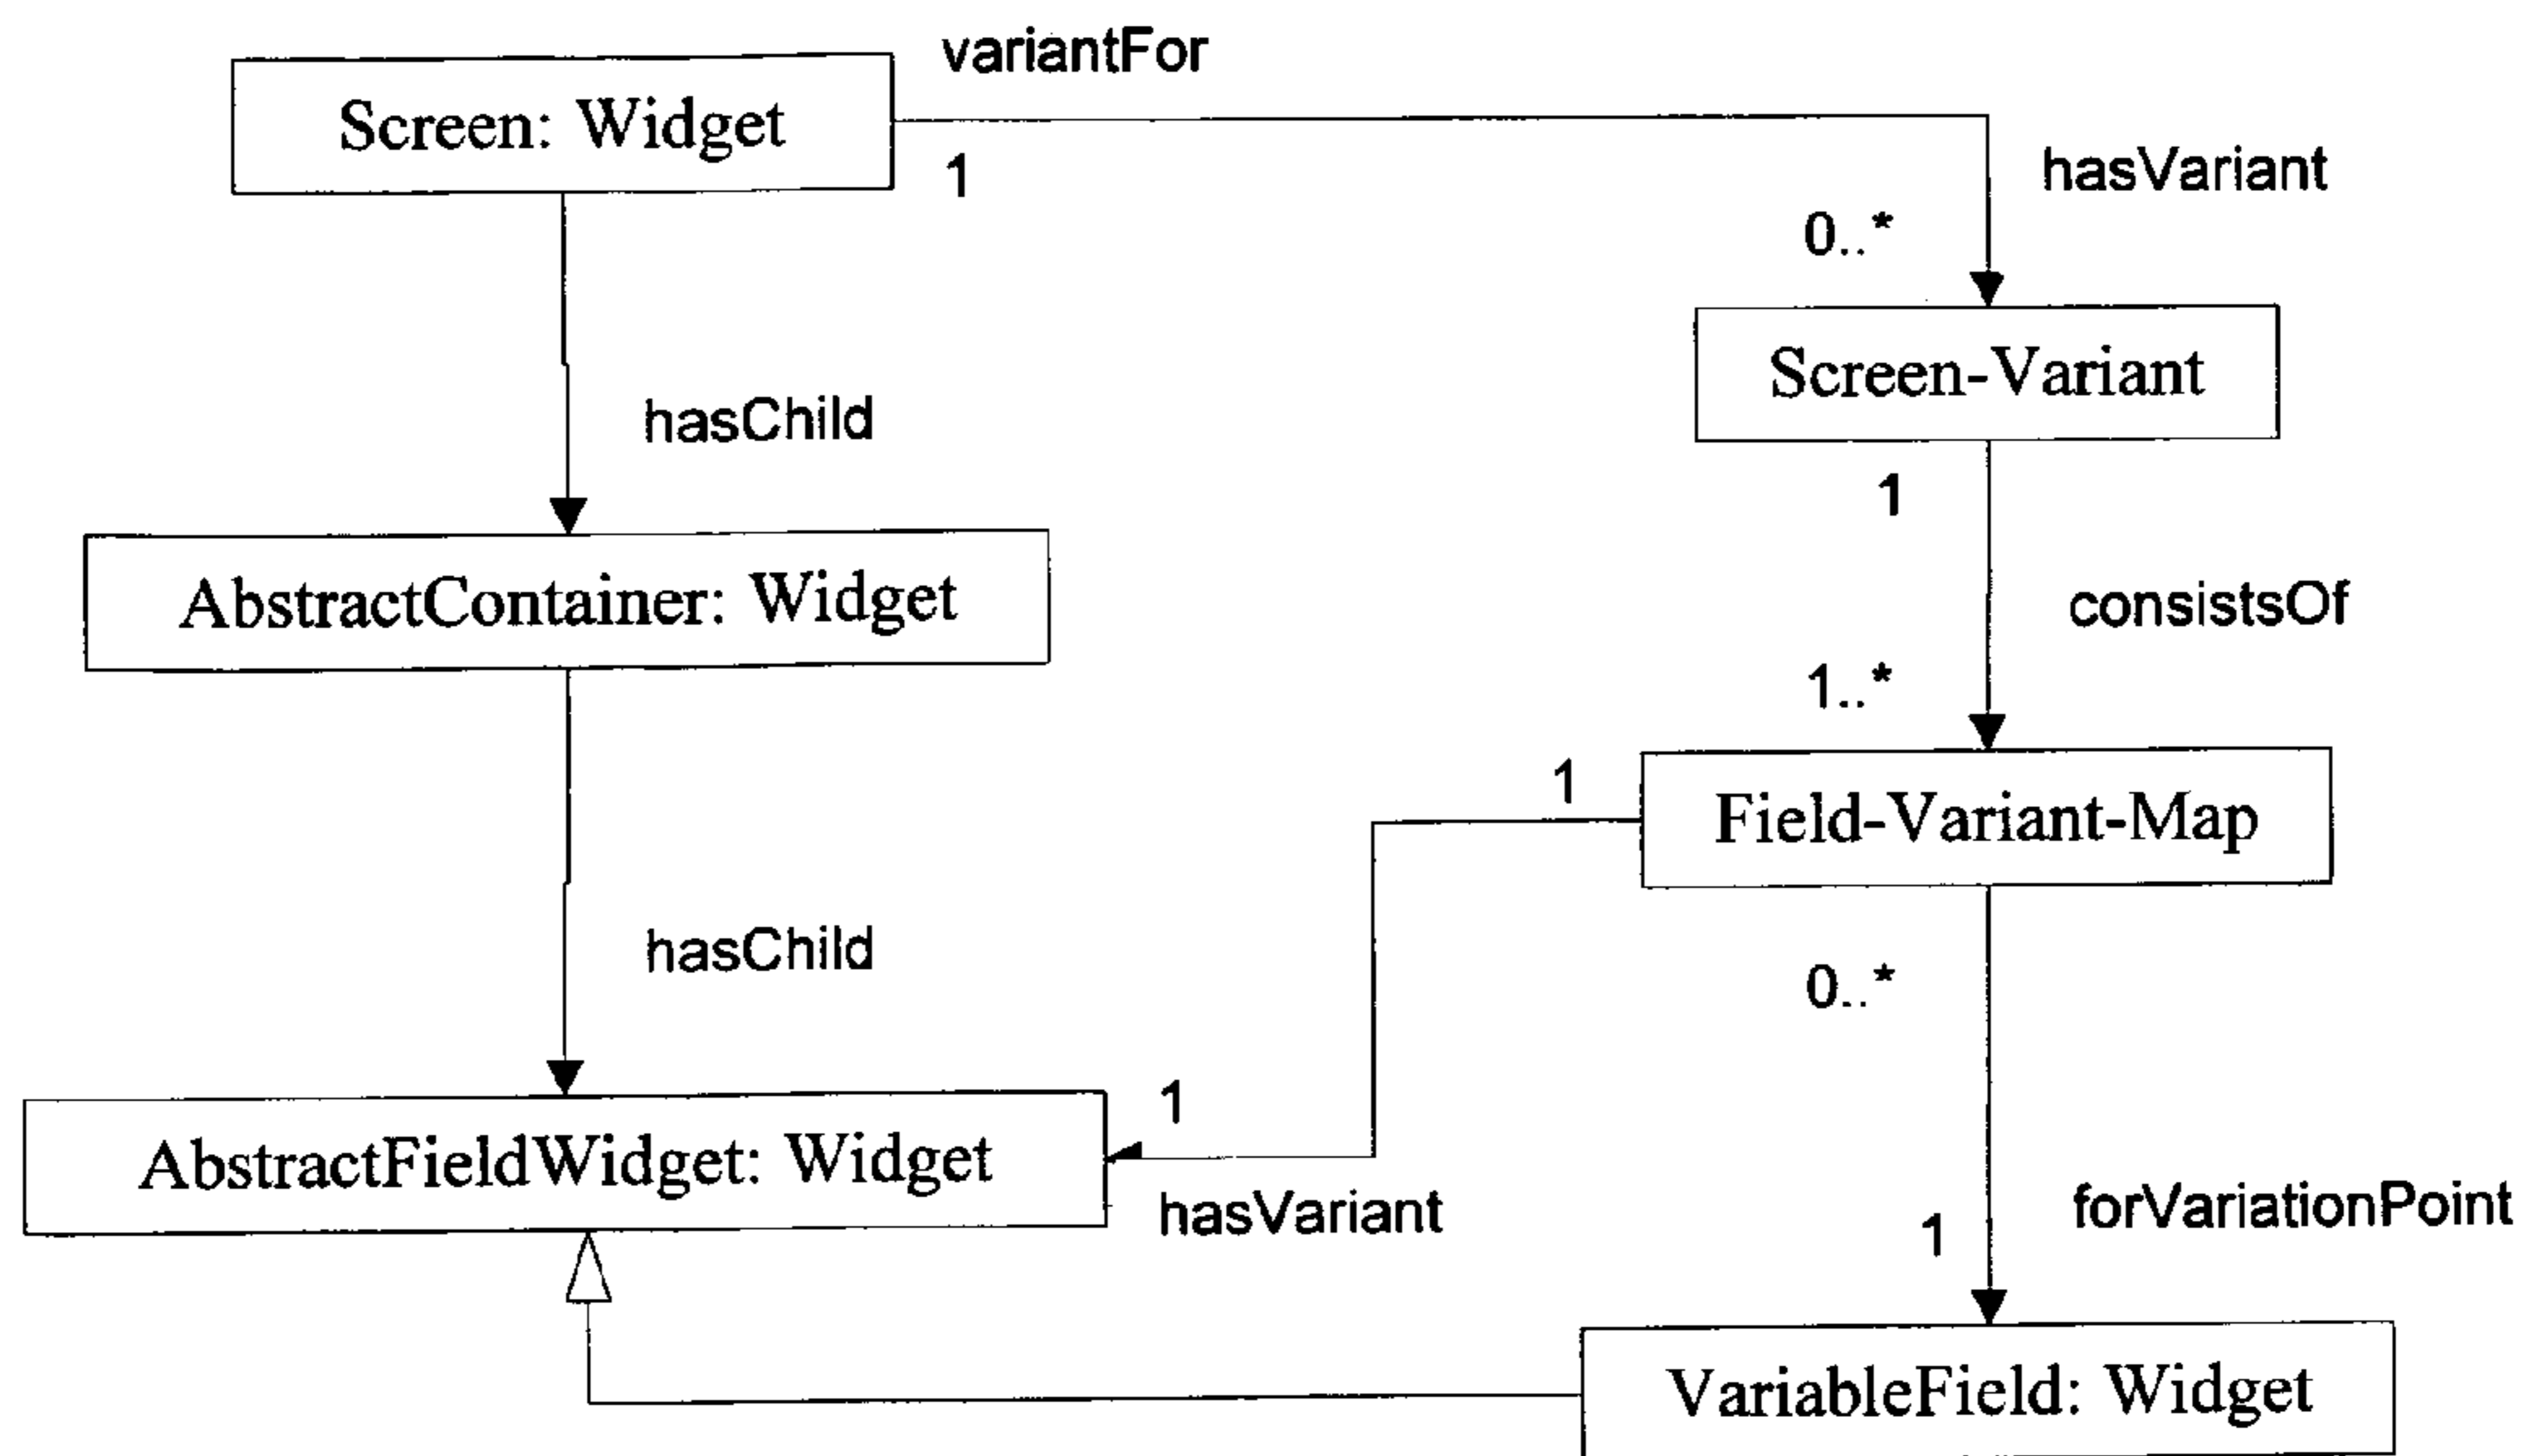 variantFor
Screen: Widget
1
hasVariant
0..*
Screen-Variant
hasChild
1
AbstractContainer: Widget
consistsOf
1..*
1
Field-Variant-Map
hasChild
0..*
1
AbstractFieldWidget: Widget
hasVariant
forVariationPoint
1
VariableField: Widget